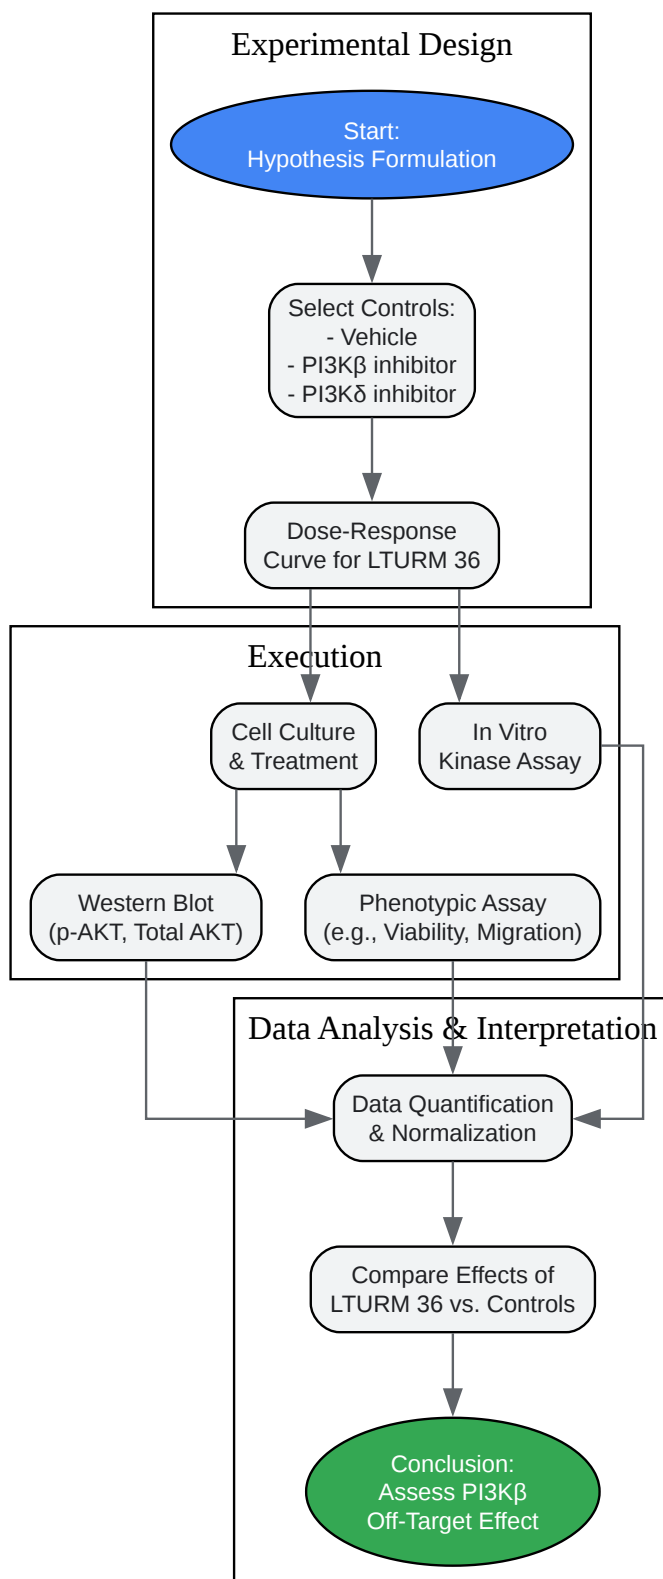 Experimental Design
Start:
Hypothesis Formulation
Select Controls:
- Vehicle
- PI3Kβ inhibitor
- PI3Kδ inhibitor
Dose-Response
Curve for LTURM 36
Execution
Cell Culture
& Treatment
In Vitro
Kinase Assay
Western Blot
(p-AKT, Total AKT)
Phenotypic Assay
(e.g., Viability, Migration)
Data Analysis & Interpretation
Data Quantification
& Normalization
Compare Effects of
LTURM 36 vs. Controls
Conclusion:
Assess PI3Kβ
Off-Target Effect